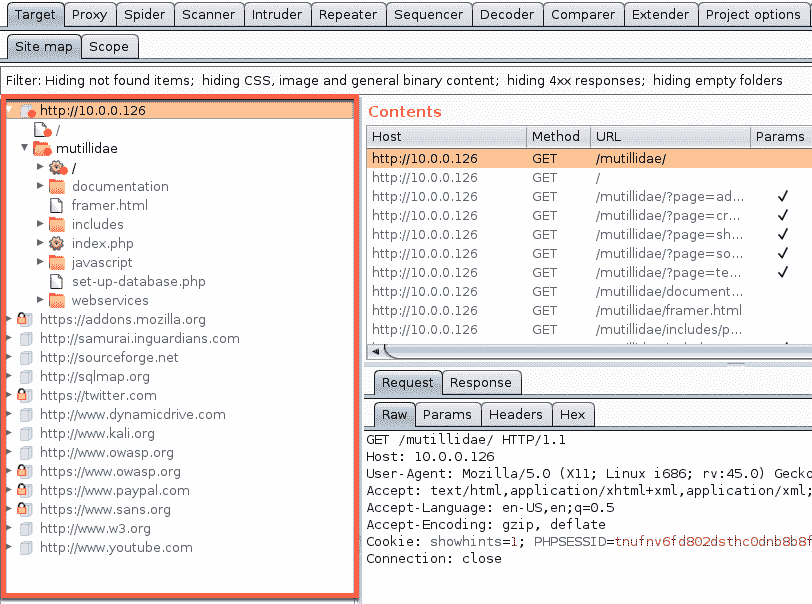 Target Proxy Spider Scanner Intruder Repeater Sequencer Decoder Comparer Extender Project options
Site map Scope
Filter: Hiding not found items; hiding CSS, image and general binary content; hiding 4xx responses; hiding empty folders
http://10.0.0.126
/
mutillidae
/
documentation
framer.html
includes
index.php
javascript
set-up-database.php
webservices
https://addons.mozilla.org
http://samurai.inguardians.com
http://sourceforge.net
http://sqlmap.org
https://twitter.com
http://www.dynamicdrive.com
http://www.kali.org
http://www.owasp.org
https://www.owasp.org
https://www.paypal.com
https://www.sans.org
http://www.w3.org
http://www.youtube.com
Contents
Host Method URL Params
http://10.0.0.126 GET /mutillidae/
http://10.0.0.126 GET /
http://10.0.0.126 GET /mutillidae/?page=ad... ✓
http://10.0.0.126 GET /mutillidae/?page=cr... ✓
http://10.0.0.126 GET /mutillidae/?page=sh... ✓
http://10.0.0.126 GET /mutillidae/?page=so... ✓
http://10.0.0.126 GET /mutillidae/?page=te... ✓
http://10.0.0.126 GET /mutillidae/document...
http://10.0.0.126 GET /mutillidae/framer.html
http://10.0.0.126 GET /mutillidae/includes/p...
Request Response
Raw Params Headers Hex
GET /mutillidae/ HTTP/1.1
Host: 10.0.0.126
User-Agent: Mozilla/5.0 (X11; Linux i686; rv:45.0) Gecko
Accept: text/html,application/xhtml+xml,application/xml;
Accept-Language: en-US,en;q=0.5
Accept-Encoding: gzip, deflate
Cookie: showhints=1; PHPSESSID=tnufnv6fd802dsthc0dnb8b8f
Connection: close